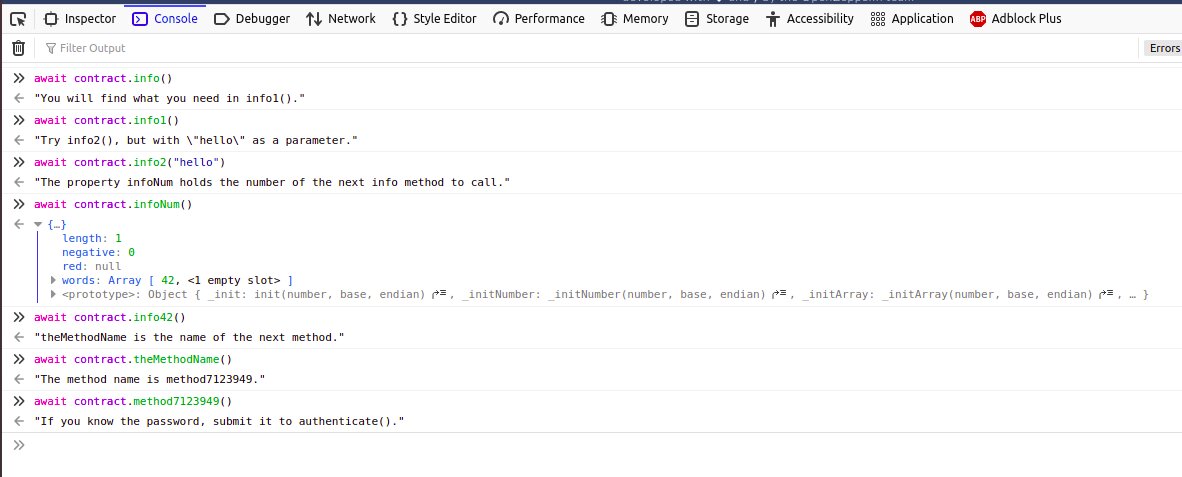 Inspector Console Debugger Network Style Editor Performance Memory Storage Accessibility Application ABP Adblock Plus
Filter Output Errors
>> await contract.info()
← "You will find what you need in info1()."
>> await contract.info1()
← "Try info2(), but with \"hello\" as a parameter."
>> await contract.info2("hello")
← "The property infoNum holds the number of the next info method to call."
>> await contract.infoNum()
← {…}
length: 1
negative: 0
red: null
words: Array [ 42, <1 empty slot> ]
<prototype>: Object { _init: init(number, base, endian), _initNumber: _initNumber(number, base, endian), _initArray: _initArray(number, base, endian), … }
>> await contract.info42()
← "theMethodName is the name of the next method."
>> await contract.theMethodName()
← "The method name is method7123949."
>> await contract.method7123949()
← "If you know the password, submit it to authenticate()."
>>